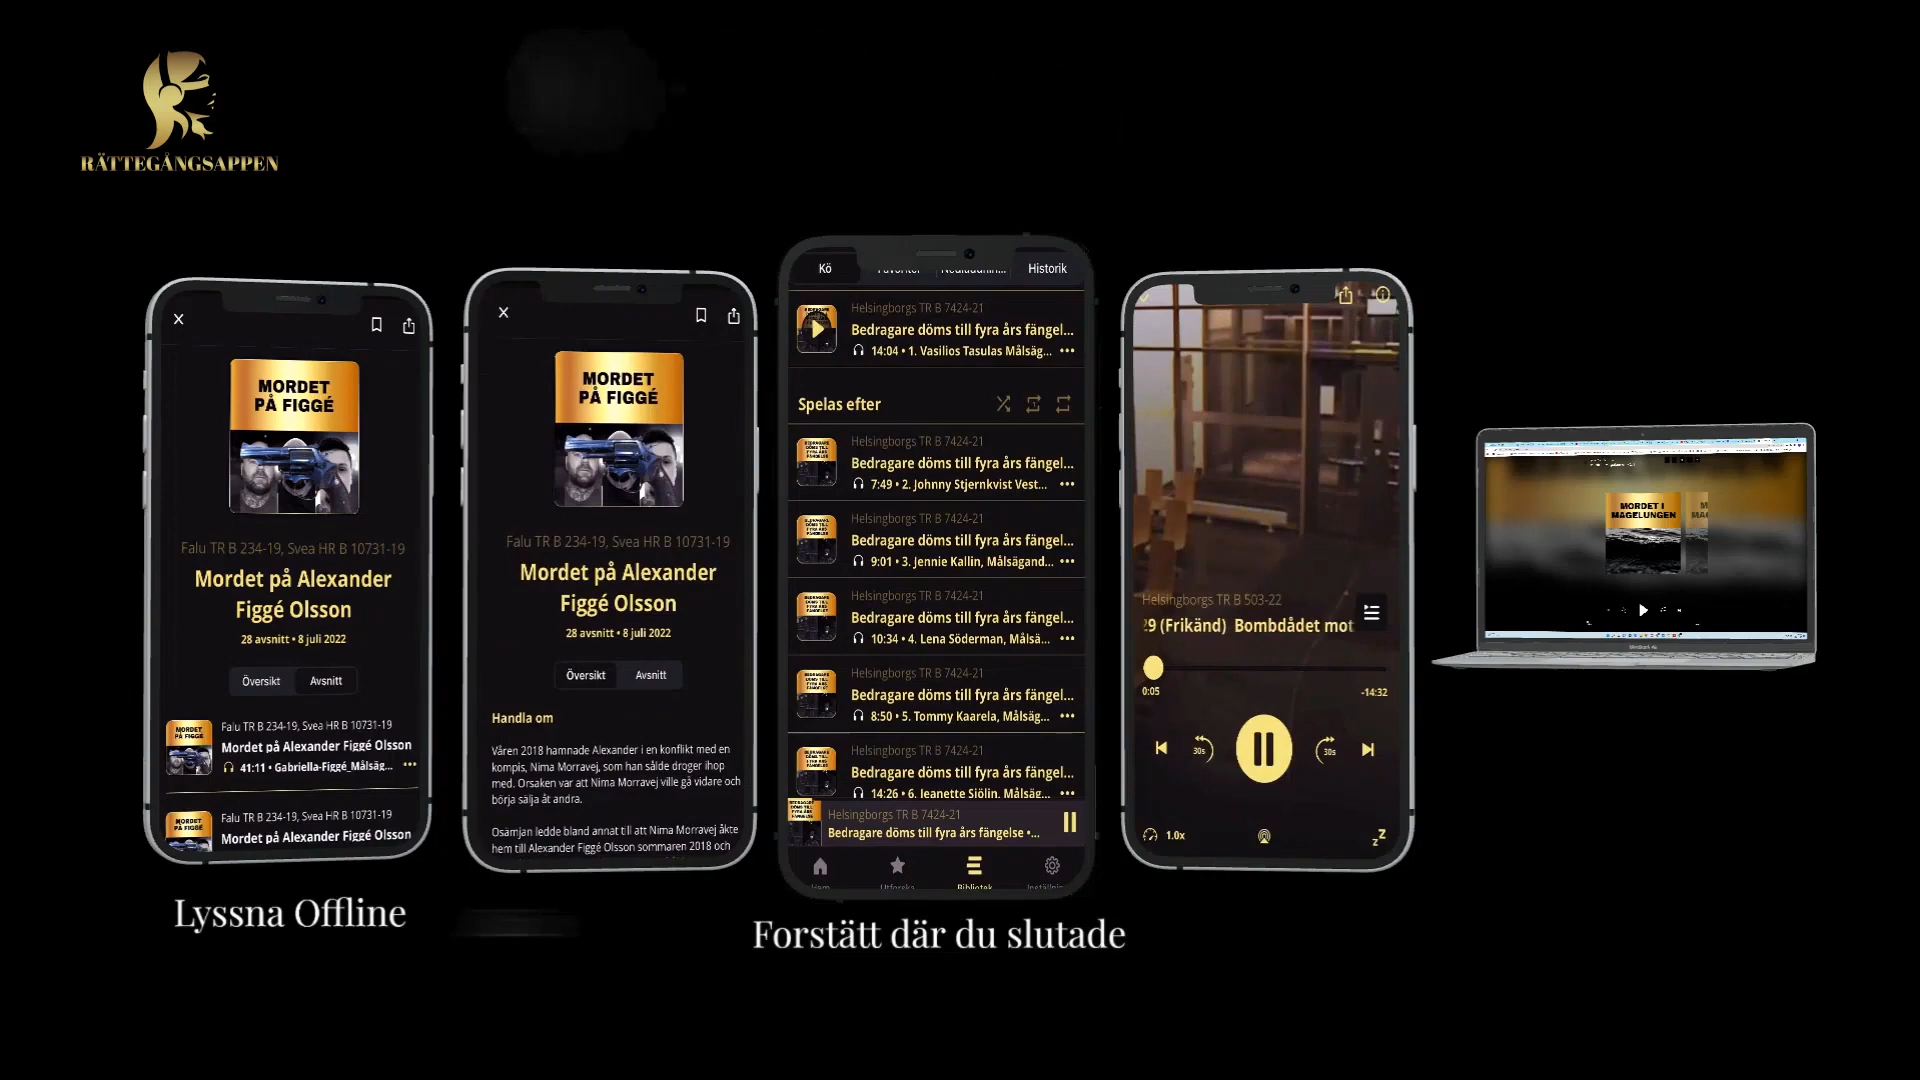 RÄTTEGÅNGSAPPEN
MORDET
PÅ FIGGÉ
Falu TR B 234-19, Svea HR B 10731-19
Mordet på Alexander
Figgé Olsson
28 avsnitt • 8 juli 2022
Översikt Avsnitt
MORDET
PÅ FIGGÉ
Falu TR B 234-19, Svea HR B 10731-19
Mordet på Alexander Figgé Olsson
41:11 • Gabriella-Figgé_Målsäg...
MORDET
PÅ FIGGÉ
Falu TR B 234-19, Svea HR B 10731-19
Mordet på Alexander Figgé Olsson
Lyssna Offline
MORDET
PÅ FIGGÉ
Falu TR B 234-19, Svea HR B 10731-19
Mordet på Alexander
Figgé Olsson
28 avsnitt • 8 juli 2022
Översikt Avsnitt
Handla om
Våren 2018 hamnade Alexander i en konflikt med en
kompis, Nima Morravej, som han sålde droger ihop
med. Orsaken var att Nima Morravej ville gå vidare och
börja sälja åt andra.
Osämjan ledde bland annat till att Nima Morravej åkte
hem till Alexander Figgé Olsson sommaren 2018 och
Kö Historik
Helsingborgs TR B 7424-21
Bedragare döms till fyra års fängel...
14:04 • 1. Vasilios Tasulas Målsäg...
Spelas efter
Helsingborgs TR B 7424-21
Bedragare döms till fyra års fängel...
7:49 • 2. Johnny Stjernkvist Vest...
Helsingborgs TR B 7424-21
Bedragare döms till fyra års fängel...
9:01 • 3. Jennie Kallin, Målsägand...
Helsingborgs TR B 7424-21
Bedragare döms till fyra års fängel...
10:34 • 4. Lena Söderman, Målsä...
Helsingborgs TR B 7424-21
Bedragare döms till fyra års fängel...
8:50 • 5. Tommy Kaarela, Målsäg...
Helsingborgs TR B 7424-21
Bedragare döms till fyra års fängel...
14:26 • 6. Jeanette Sjölin, Målsäg...
Helsingborgs TR B 7424-21
Bedragare döms till fyra års fängelse •...
Bibliotek
Forstätt där du slutade
Helsingborgs TR B 503-22
29 (Frikänd) Bombdådet mot
0:05 -14:32
30s 30s
1.0x
MORDET I
MAGELUNGEN